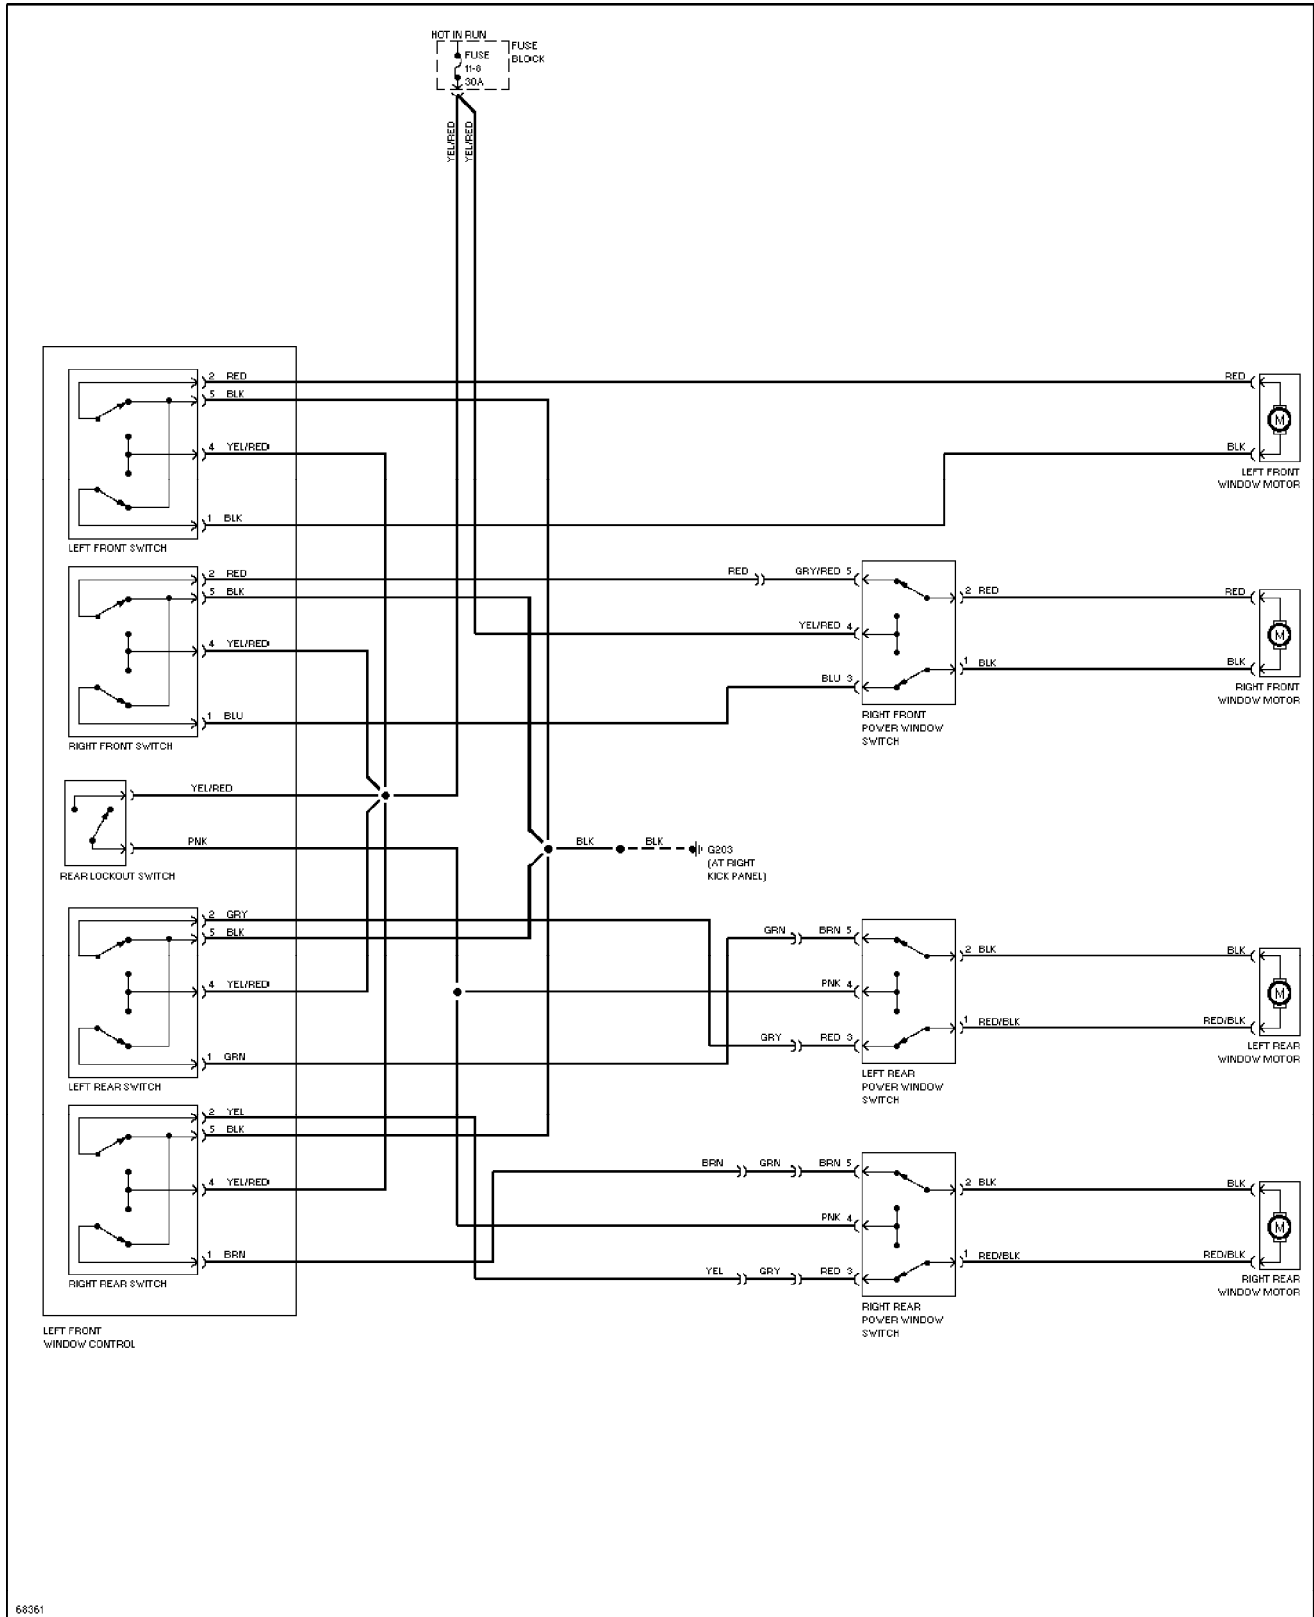 HOT IN RUN
FUSE
11-8
30A
FUSE
BLOCK
YEL/RED
YEL/RED
2 RED
5 BLK
4 YEL/RED
1 BLK
LEFT FRONT SWITCH
RED
BLK
M
LEFT FRONT
WINDOW MOTOR
2 RED
5 BLK
4 YEL/RED
1 BLU
RIGHT FRONT SWITCH
RED
GRY/RED 5
YEL/RED 4
BLU 3
2 RED
1 BLK
RIGHT FRONT
POWER WINDOW
SWITCH
RED
BLK
M
RIGHT FRONT
WINDOW MOTOR
YEL/RED
PNK
REAR LOCKOUT SWITCH
BLK
BLK
G203
(AT RIGHT
KICK PANEL)
2 GRY
5 BLK
4 YEL/RED
1 GRN
LEFT REAR SWITCH
GRN
BRN 5
PNK 4
GRY
RED 3
2 BLK
1 RED/BLK
LEFT REAR
POWER WINDOW
SWITCH
BLK
RED/BLK
M
LEFT REAR
WINDOW MOTOR
2 YEL
5 BLK
4 YEL/RED
1 BRN
RIGHT REAR SWITCH
BRN
GRN
BRN 5
PNK 4
YEL
GRY
RED 3
2 BLK
1 RED/BLK
RIGHT REAR
POWER WINDOW
SWITCH
BLK
RED/BLK
M
RIGHT REAR
WINDOW MOTOR
LEFT FRONT
WINDOW CONTROL
68361